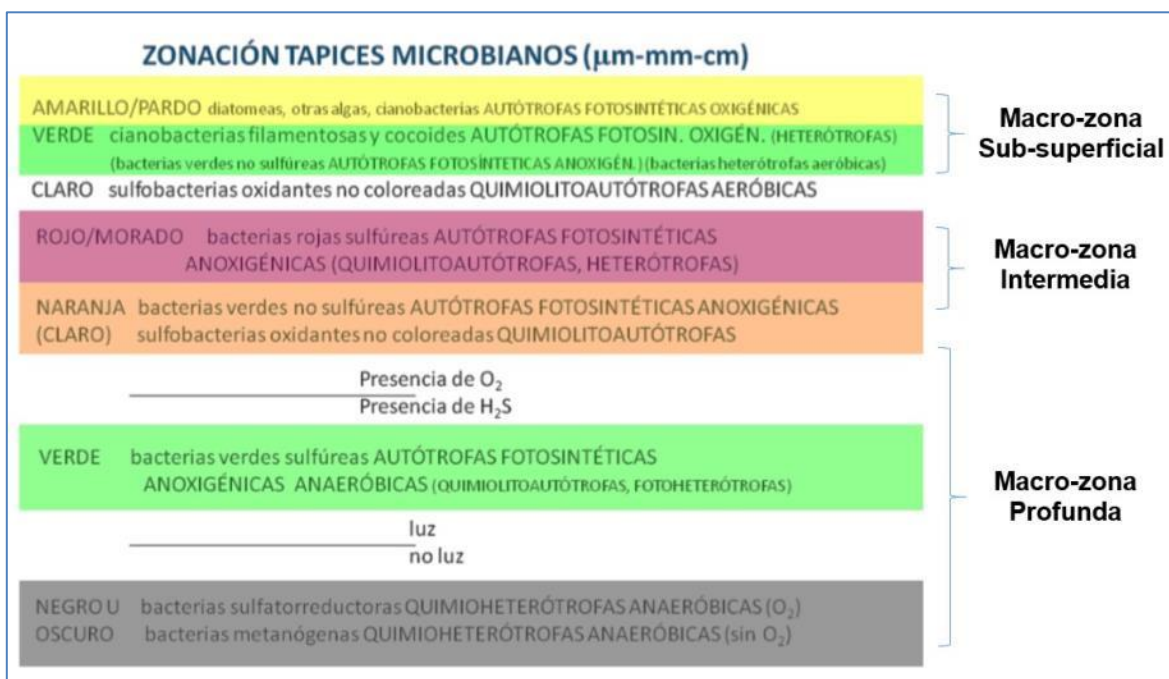 ZONACIÓN TAPICES MICROBIANOS (µm-mm-cm)
AMARILLO/PARDO diatomeas, otras algas, cianobacterias AUTÓTROFAS FOTOSINTÉTICAS OXIGÉNICAS
VERDE cianobacterias filamentosas y cocoides AUTÓTROFAS FOTOSIN. OXIGÉN. (HETERÓTROFAS)
(bacterias verdes no sulfúreas AUTÓTROFAS FOTOSÍNTETICAS ANOXIGÉN.) (bacterias heterótrofas aeróbicas)
Macro-zona
Sub-superficial
CLARO sulfobacterias oxidantes no coloreadas QUIMIOLITOAUTÓTROFAS AERÓBICAS
ROJO/MORADO bacterias rojas sulfúreas AUTÓTROFAS FOTOSINTÉTICAS
ANOXIGÉNICAS (QUIMIOLITOAUTÓTROFAS, HETERÓTROFAS)
Macro-zona
Intermedia
NARANJA bacterias verdes no sulfúreas AUTÓTROFAS FOTOSINTÉTICAS ANOXIGÉNICAS
(CLARO) sulfobacterias oxidantes no coloreadas QUIMIOLITOAUTÓTROFAS
Presencia de O₂
Presencia de H₂S
VERDE bacterias verdes sulfúreas AUTÓTROFAS FOTOSINTÉTICAS
ANOXIGÉNICAS ANAERÓBICAS (QUIMIOLITOAUTÓTROFAS, FOTOHETERÓTROFAS)
Macro-zona
Profunda
luz
no luz
NEGRO U bacterias sulfatorreductoras QUIMIOHETERÓTROFAS ANAERÓBICAS (O₂)
OSCURO bacterias metanógenas QUIMIOHETERÓTROFAS ANAERÓBICAS (sin O₂)